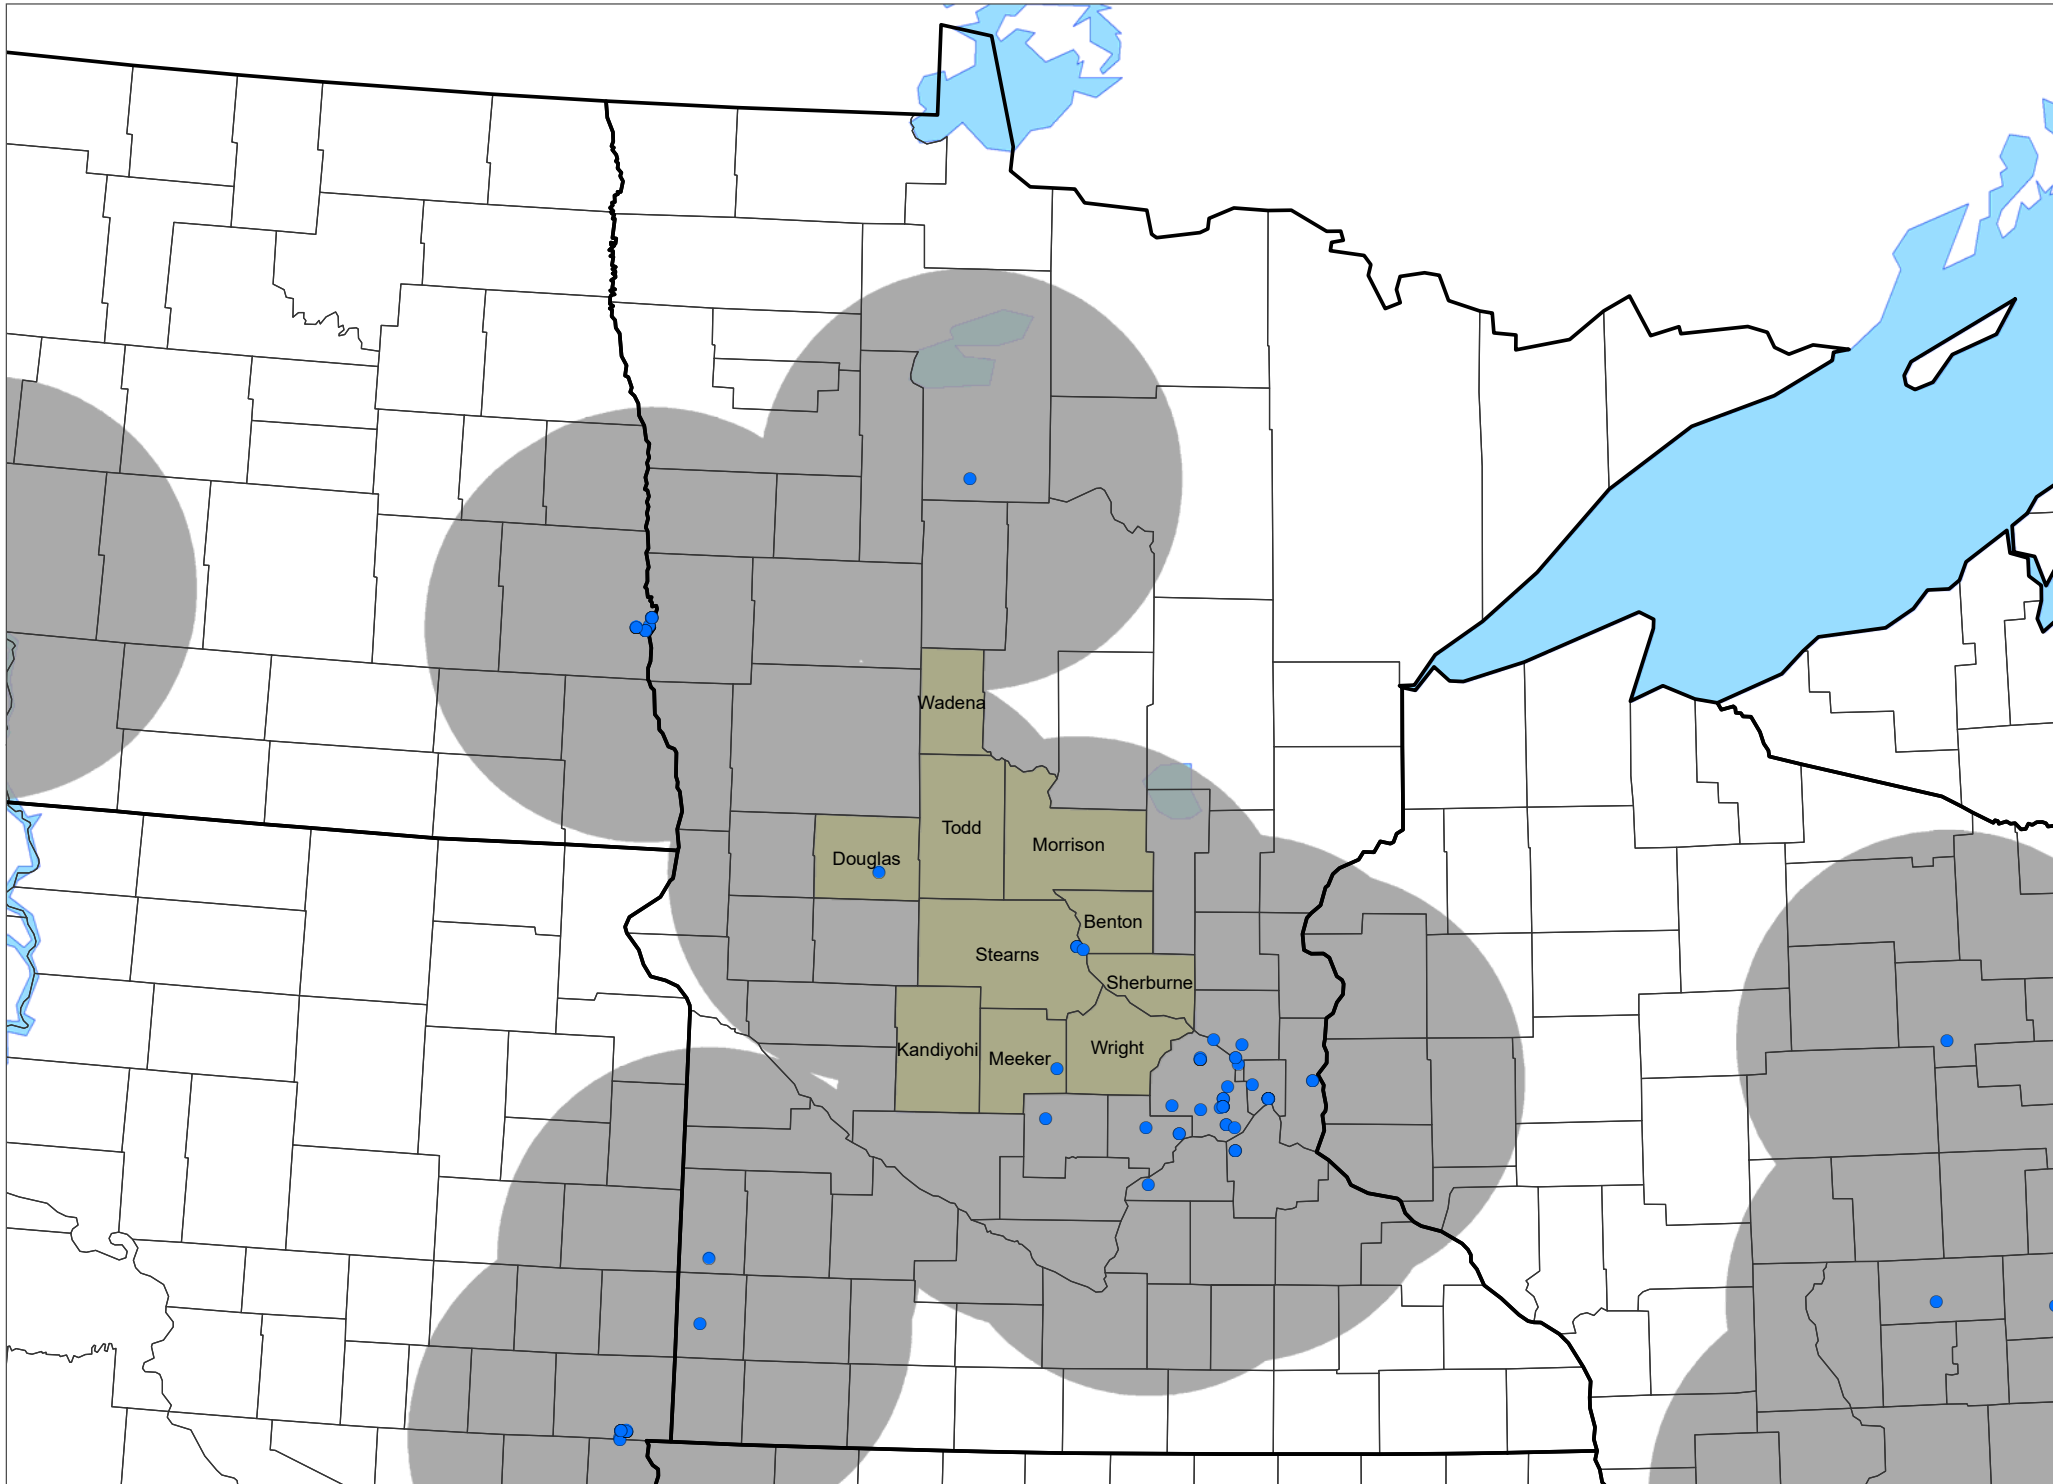 Wadena
Todd
Morrison
Douglas
Benton
Stearns
Sherburne
Kandiyohi
Meeker
Wright